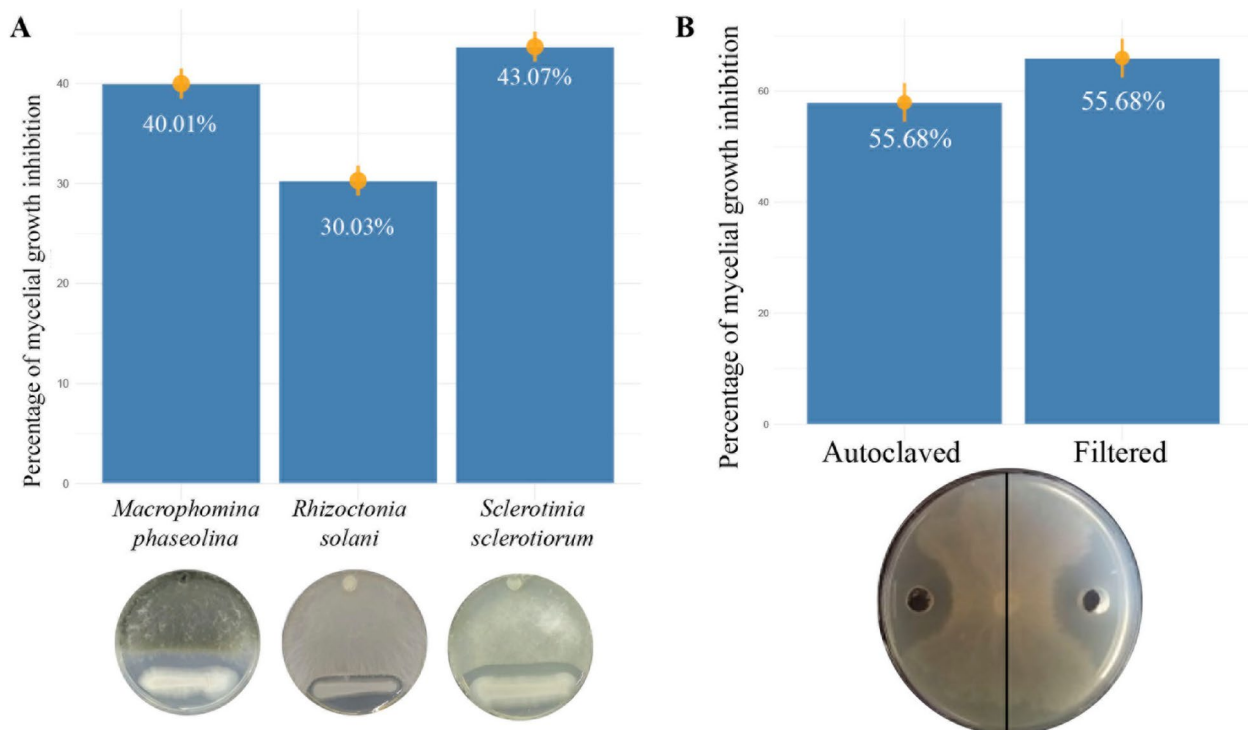 A
Percentage of mycelial growth inhibition
40
30
20
10
0
40.01%
30.03%
43.07%
Macrophomina
phaseolina
Rhizoctonia
solani
Sclerotinia
sclerotiorum
B
Percentage of mycelial growth inhibition
60
60
40
20
0
55.68%
55.68%
Autoclaved
Filtered